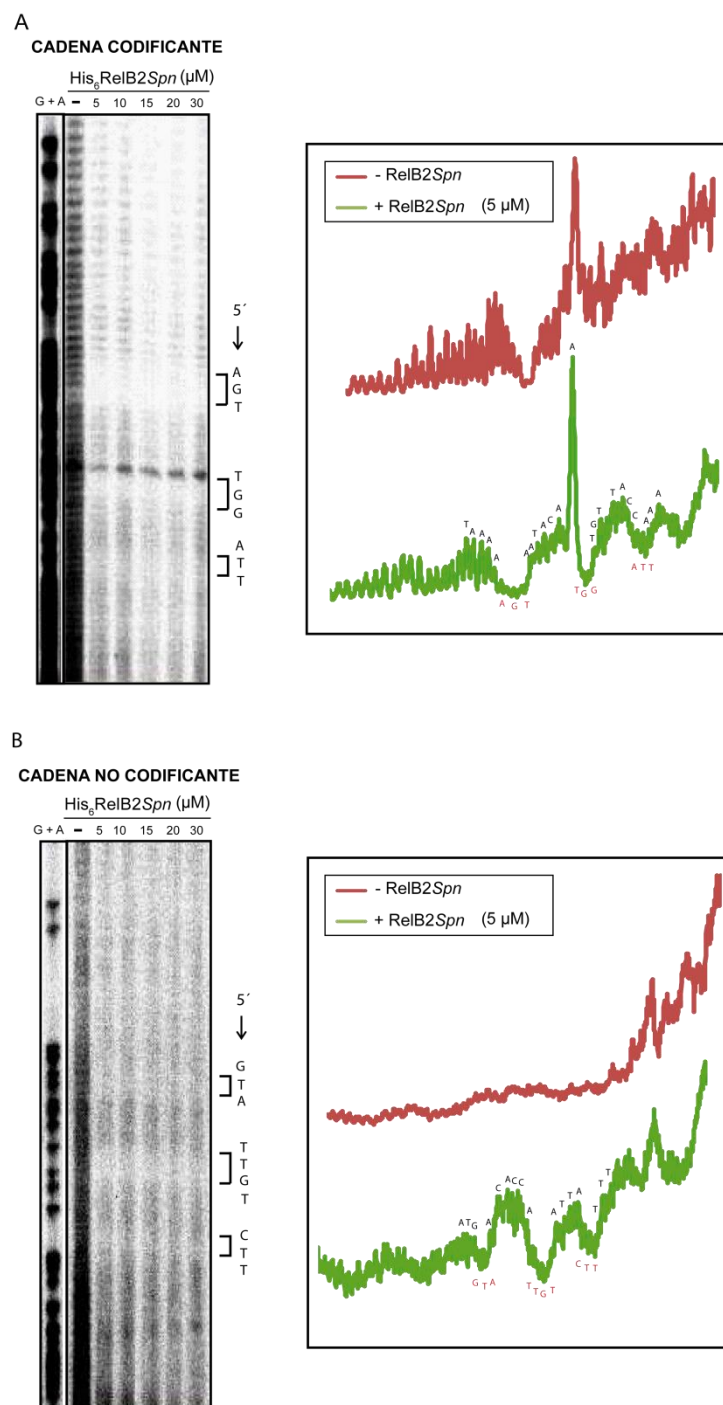 A
CADENA CODIFICANTE
His₆RelB2Spn (µM)
G + A – 5 10 15 20 30
5´
↓
A
G
T
T
G
G
A
T
T
- RelB2Spn
+ RelB2Spn (5 µM)
A
T A A A A A A T A C A T G T T A C C A A A
A G T T G G A T T
B
CADENA NO CODIFICANTE
His₆RelB2Spn (µM)
G + A – 5 10 15 20 30
5´
↓
G
T
A
T
T
G
T
C
T
T
- RelB2Spn
+ RelB2Spn (5 µM)
A T G A C A C C A A T T A T T T
G T A T T G T C T T